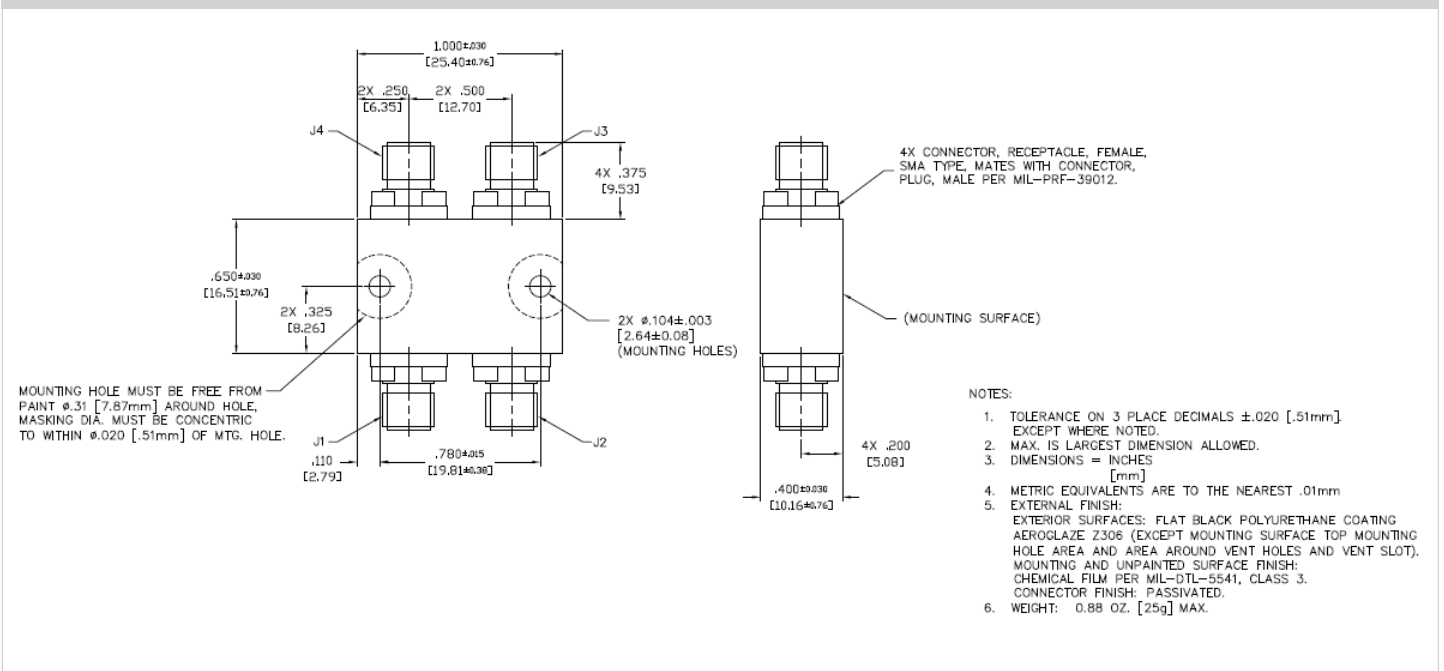 1.000±.030
[25.40±0.76]
2X .250
[6.35]
2X .500
[12.70]
J4
J3
4X .375
[9.53]
.650±.030
[16.51±0.76]
2X .325
[8.26]
2X ø.104±.003
[2.64±0.08]
(MOUNTING HOLES)
MOUNTING HOLE MUST BE FREE FROM
PAINT ø.31 [7.87mm] AROUND HOLE,
MASKING DIA. MUST BE CONCENTRIC
TO WITHIN ø.020 [.51mm] OF MTG. HOLE.
J1
J2
.110
[2.79]
.780±.015
[19.81±0.38]
4X CONNECTOR, RECEPTACLE, FEMALE,
SMA TYPE, MATES WITH CONNECTOR,
PLUG, MALE PER MIL-PRF-39012.
(MOUNTING SURFACE)
4X .200
[5.08]
.400±0.030
[10.16±0.76]
NOTES:
1. TOLERANCE ON 3 PLACE DECIMALS ±.020 [.51mm]
EXCEPT WHERE NOTED.
2. MAX. IS LARGEST DIMENSION ALLOWED.
3. DIMENSIONS = INCHES
[mm]
4. METRIC EQUIVALENTS ARE TO THE NEAREST .01mm
5. EXTERNAL FINISH:
EXTERIOR SURFACES: FLAT BLACK POLYURETHANE COATING
AEROGLAZE Z306 (EXCEPT MOUNTING SURFACE TOP MOUNTING
HOLE AREA AND AREA AROUND VENT HOLES AND VENT SLOT).
MOUNTING AND UNPAINTED SURFACE FINISH:
CHEMICAL FILM PER MIL-DTL-5541, CLASS 3.
CONNECTOR FINISH: PASSIVATED.
6. WEIGHT: 0.88 OZ. [25g] MAX.